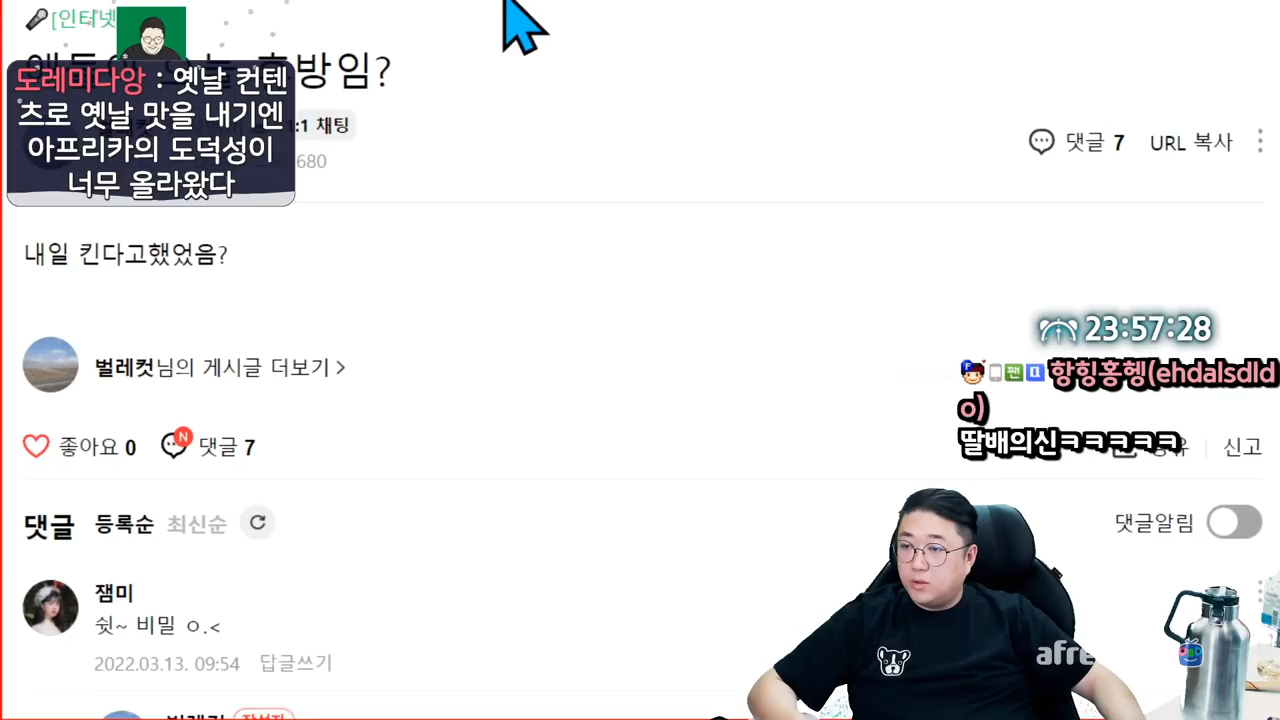 [인터넷
방임?
도레미다앙 : 옛날 컨텐
츠로 옛날 맛을 내기엔
아프리카의 도덕성이
너무 올라왔다
1:1 채팅
680
댓글 7 URL 복사
내일 킨다고했었음?
23:57:28
벌레컷님의 게시글 더보기 >
팬
항힝홍헹(ehdalsdld
o)
딸배의신ㅋㅋㅋㅋㅋ
좋아요 0 N 댓글 7
신고
댓글 등록순 최신순
댓글알림
잼미
쉿~ 비밀 ㅇ.<
2022.03.13. 09:54 답글쓰기
afre
작성자